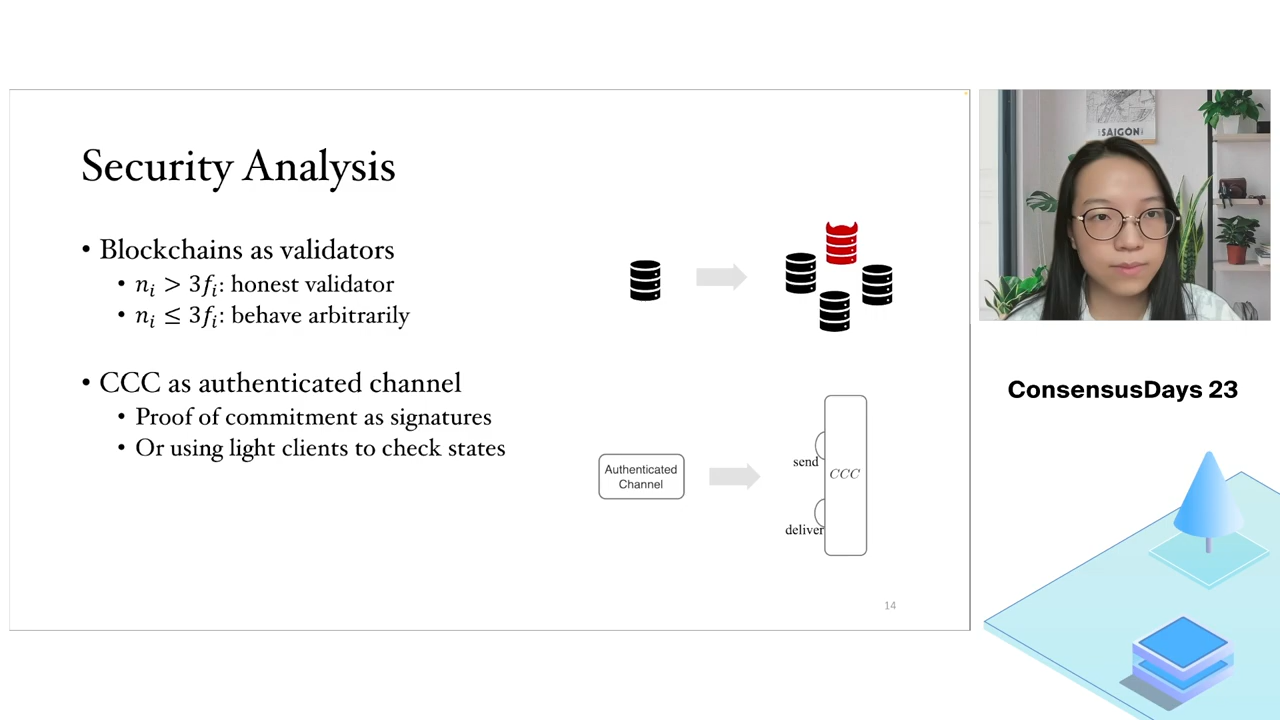 Security Analysis
• Blockchains as validators
• nᵢ > 3fᵢ: honest validator
• nᵢ ≤ 3fᵢ: behave arbitrarily
• CCC as authenticated channel
• Proof of commitment as signatures
• Or using light clients to check states
Authenticated
Channel
send
CCC
deliver
14
SAIGON
ConsensusDays 23